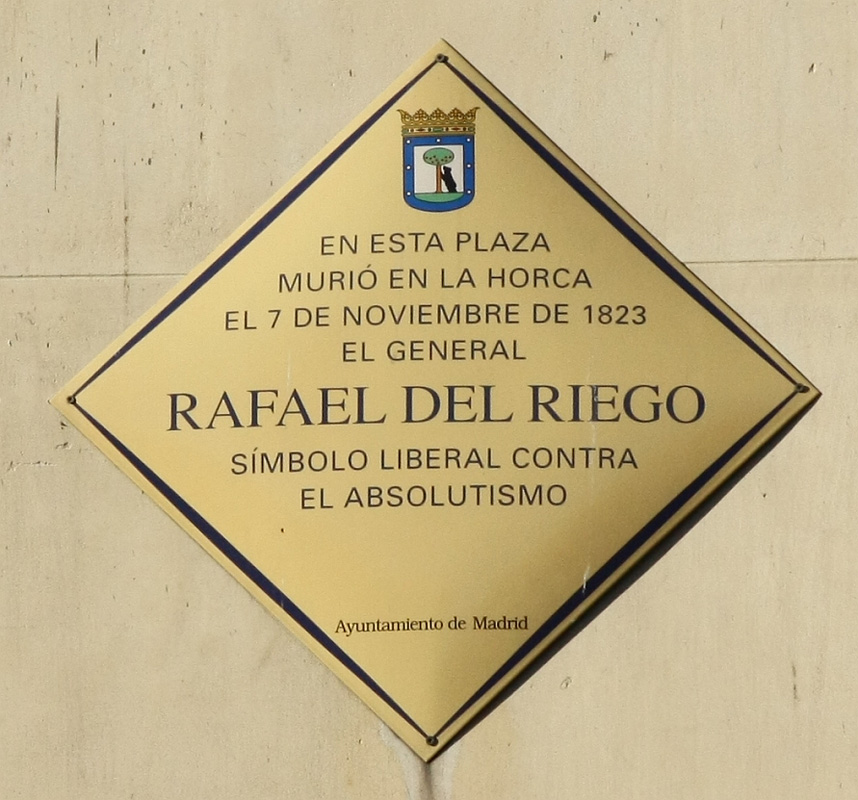 EN ESTA PLAZA
MURIÓ EN LA HORCA
EL 7 DE NOVIEMBRE DE 1823
EL GENERAL
RAFAEL DEL RIEGO
SÍMBOLO LIBERAL CONTRA
EL ABSOLUTISMO
Ayuntamiento de Madrid